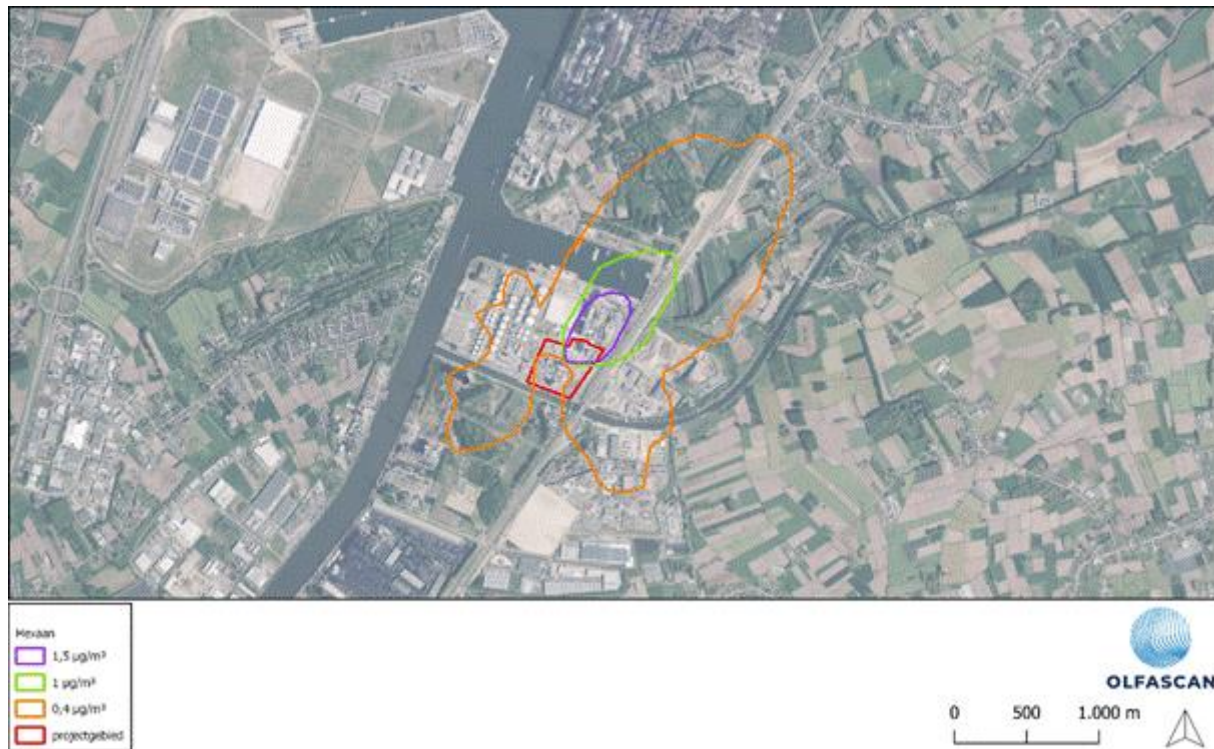 Hexaan
1,5 µg/m³
1 µg/m³
0,4 µg/m³
projectgebied
OLFASCAN
0 500 1.000 m